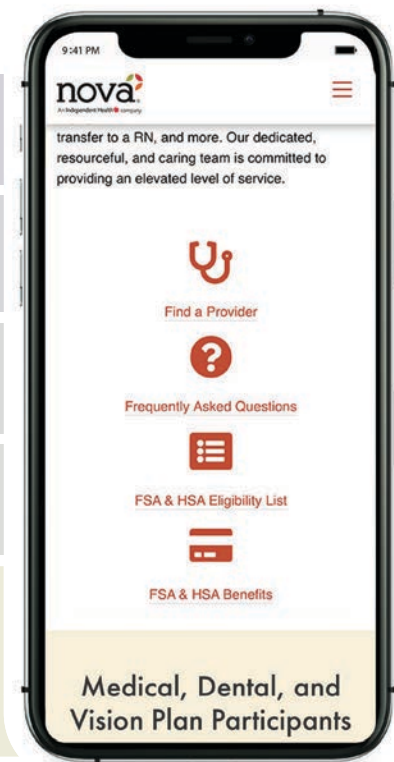 9:41 PM
nova
An Independent Health company
transfer to a RN, and more. Our dedicated,
resourceful, and caring team is committed to
providing an elevated level of service.
Find a Provider
Frequently Asked Questions
FSA & HSA Eligibility List
FSA & HSA Benefits
Medical, Dental, and
Vision Plan Participants